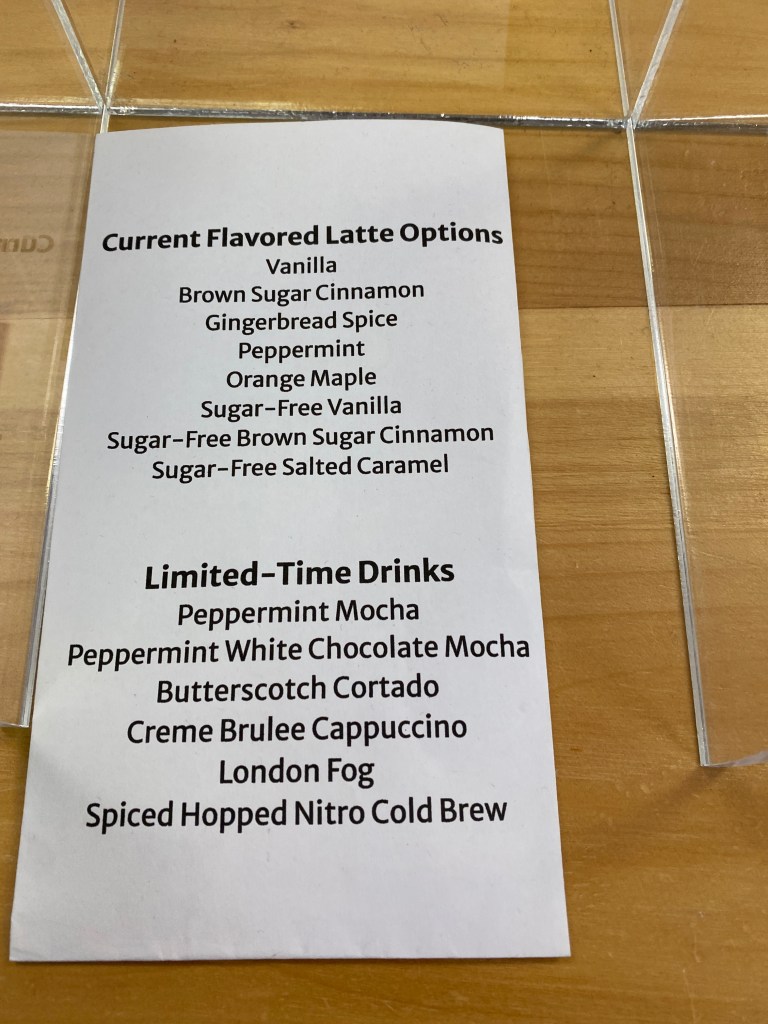 Current Flavored Latte Options
Vanilla
Brown Sugar Cinnamon
Gingerbread Spice
Peppermint
Orange Maple
Sugar-Free Vanilla
Sugar-Free Brown Sugar Cinnamon
Sugar-Free Salted Caramel
Limited-Time Drinks
Peppermint Mocha
Peppermint White Chocolate Mocha
Butterscotch Cortado
Creme Brulee Cappuccino
London Fog
Spiced Hopped Nitro Cold Brew